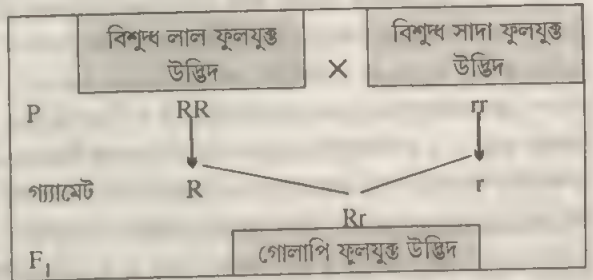 বিশুদ্ধ লাল ফুলযুক্ত উদ্ভিদ
×
বিশুদ্ধ সাদা ফুলযুক্ত উদ্ভিদ
P RR rr
গ্যামেট R r
Rr
F₁ গোলাপি ফুলযুক্ত উদ্ভিদ